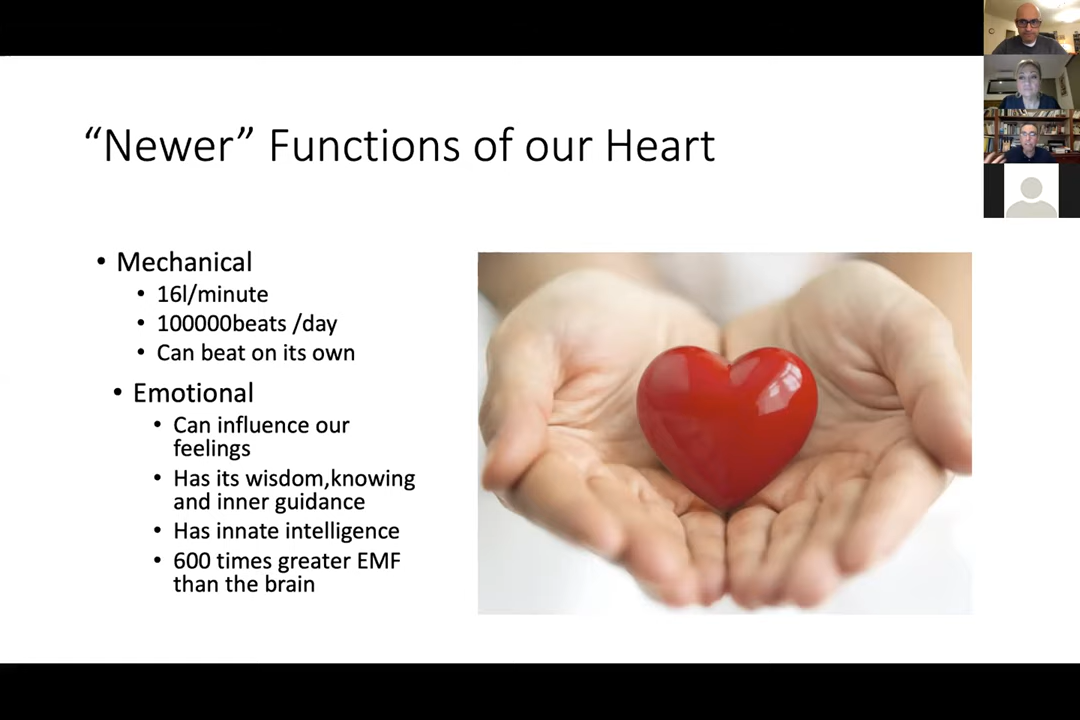 “Newer” Functions of our Heart
• Mechanical
• 16l/minute
• 100000beats /day
• Can beat on its own
• Emotional
• Can influence our
feelings
• Has its wisdom,knowing
and inner guidance
• Has innate intelligence
• 600 times greater EMF
than the brain